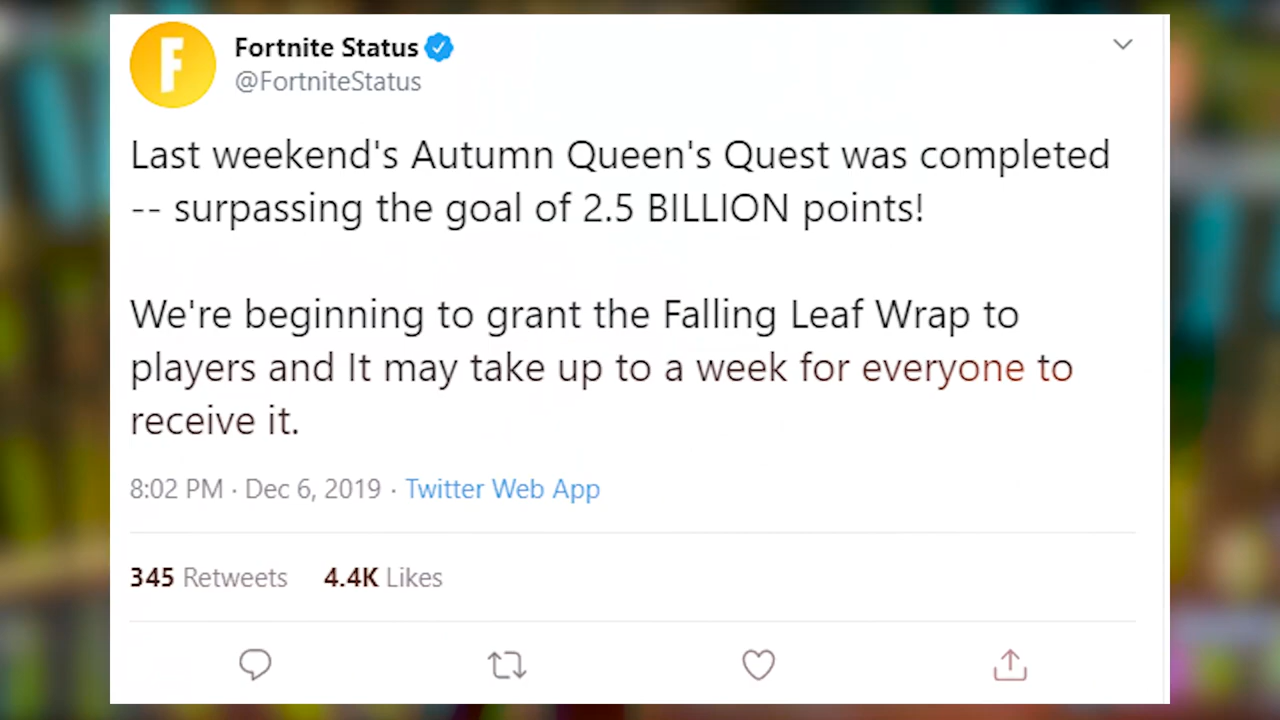 F
Fortnite Status
@FortniteStatus
Last weekend's Autumn Queen's Quest was completed
-- surpassing the goal of 2.5 BILLION points!
We're beginning to grant the Falling Leaf Wrap to
players and It may take up to a week for everyone to
receive it.
8:02 PM · Dec 6, 2019 · Twitter Web App
345 Retweets 4.4K Likes